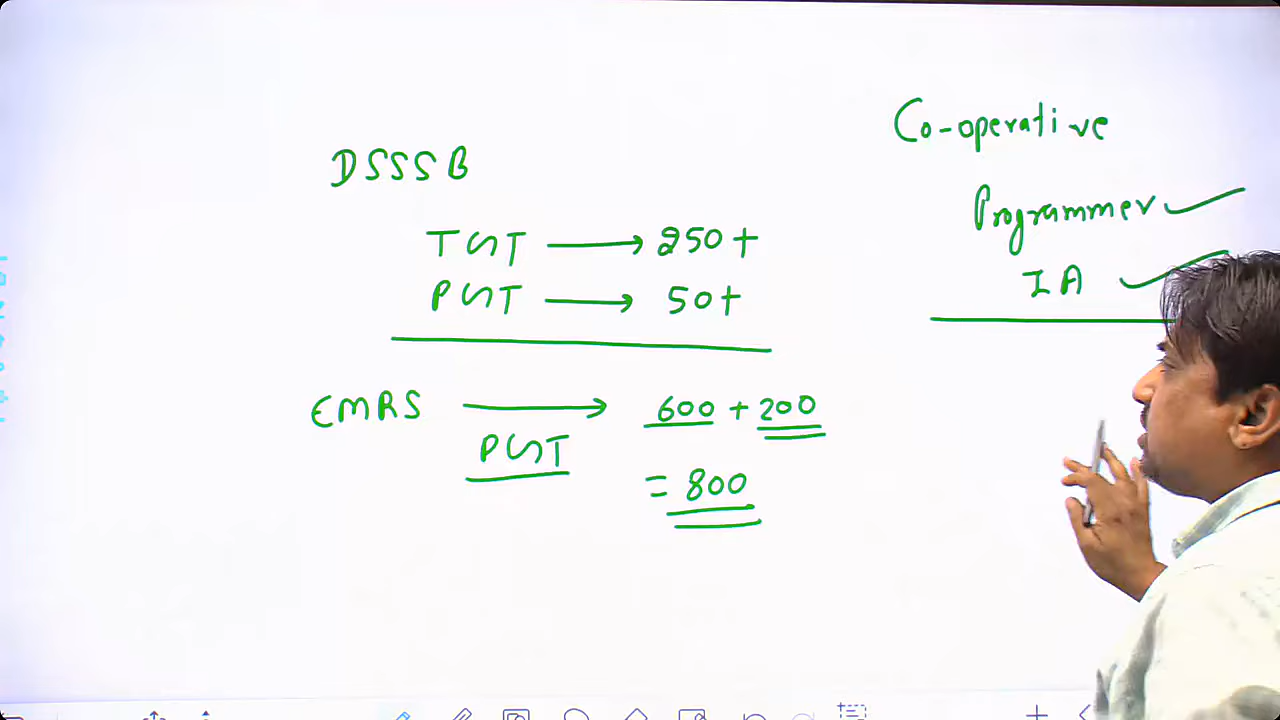 DSSSB
TGT → 250+
PGT → 50+
EMRS → 600 + 200
PGT
= 800
Co-operative
Programmer ✓
IA ✓